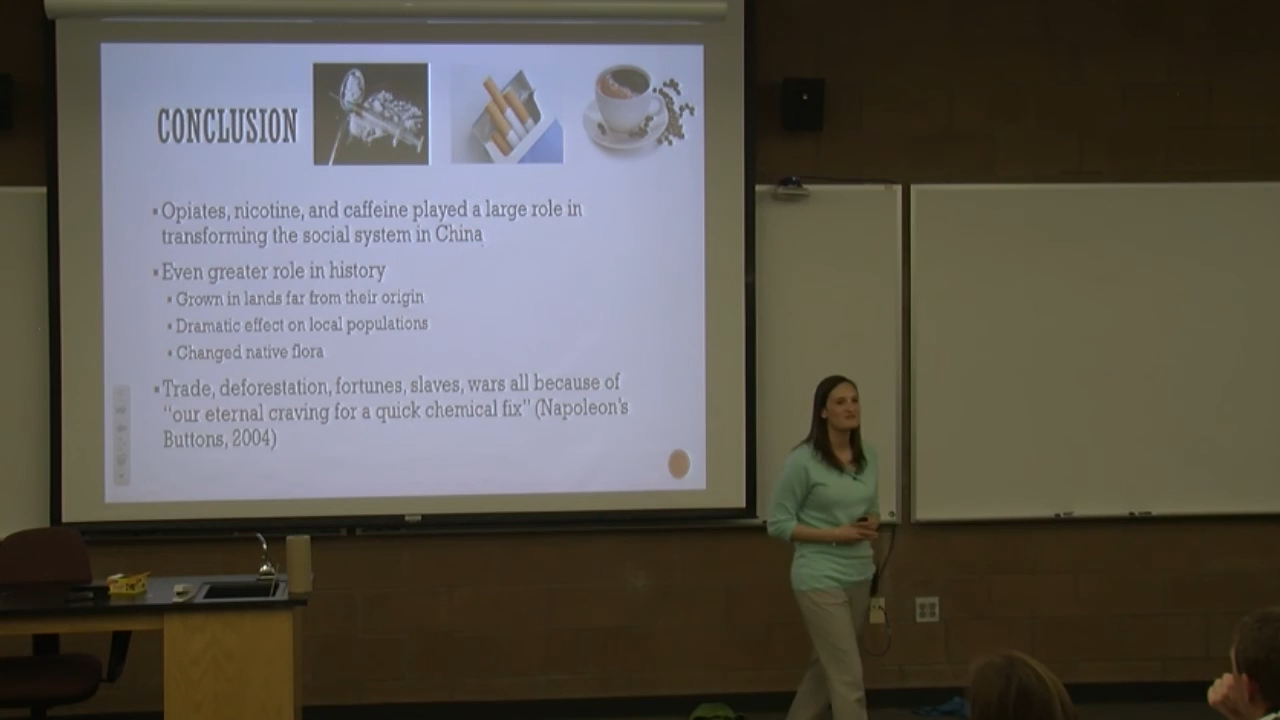 CONCLUSION
▪Opiates, nicotine, and caffeine played a large role in
transforming the social system in China
▪Even greater role in history
▪Grown in lands far from their origin
▪Dramatic effect on local populations
▪Changed native flora
▪Trade, deforestation, fortunes, slaves, wars all because of
"our eternal craving for a quick chemical fix" (Napoleon's
Buttons, 2004)